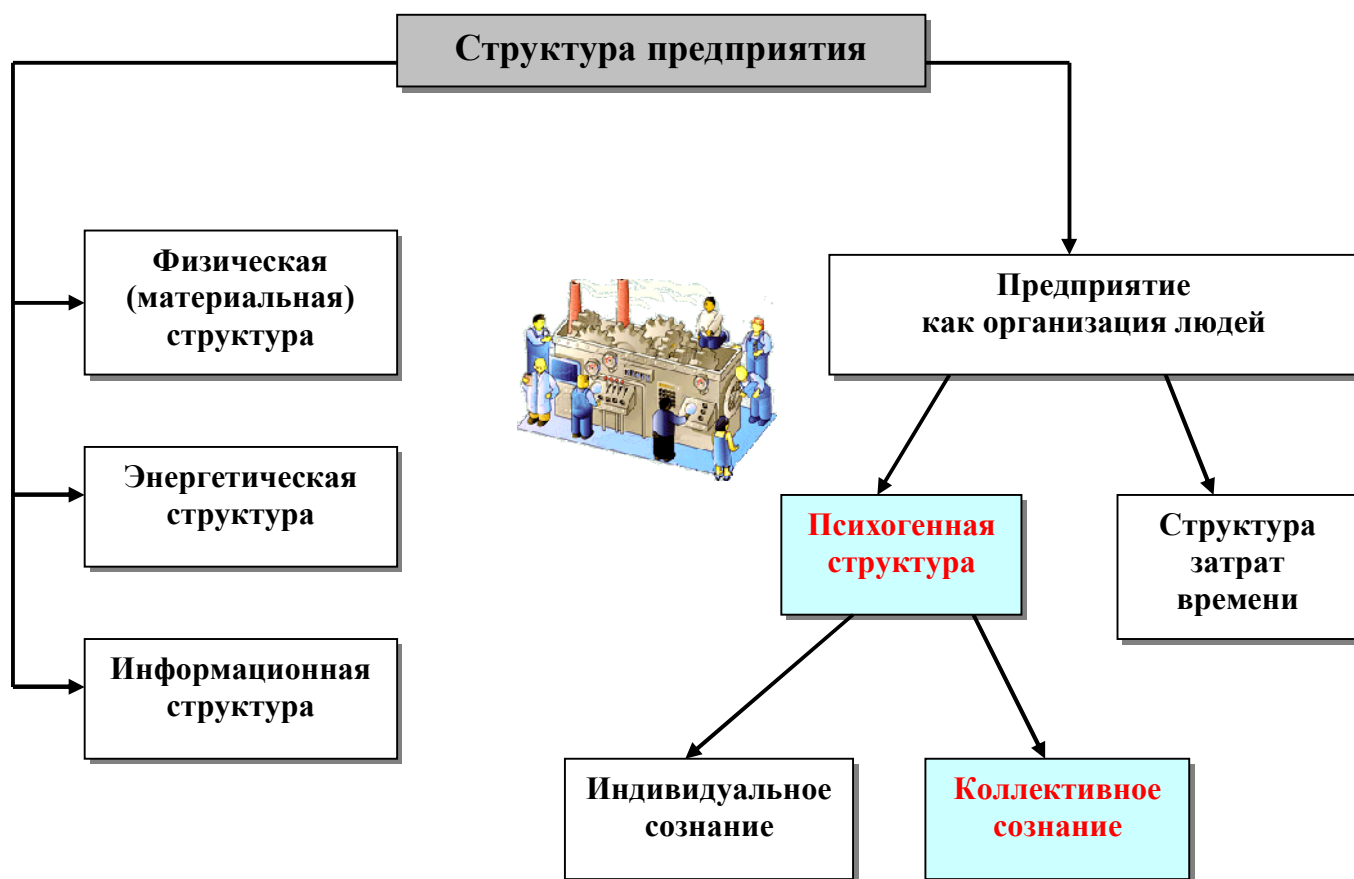 Структура предприятия
Физическая
(материальная)
структура
Энергетическая
структура
Информационная
структура
Предприятие
как организация людей
Психогенная
структура
Структура
затрат
времени
Индивидуальное
сознание
Коллективное
сознание